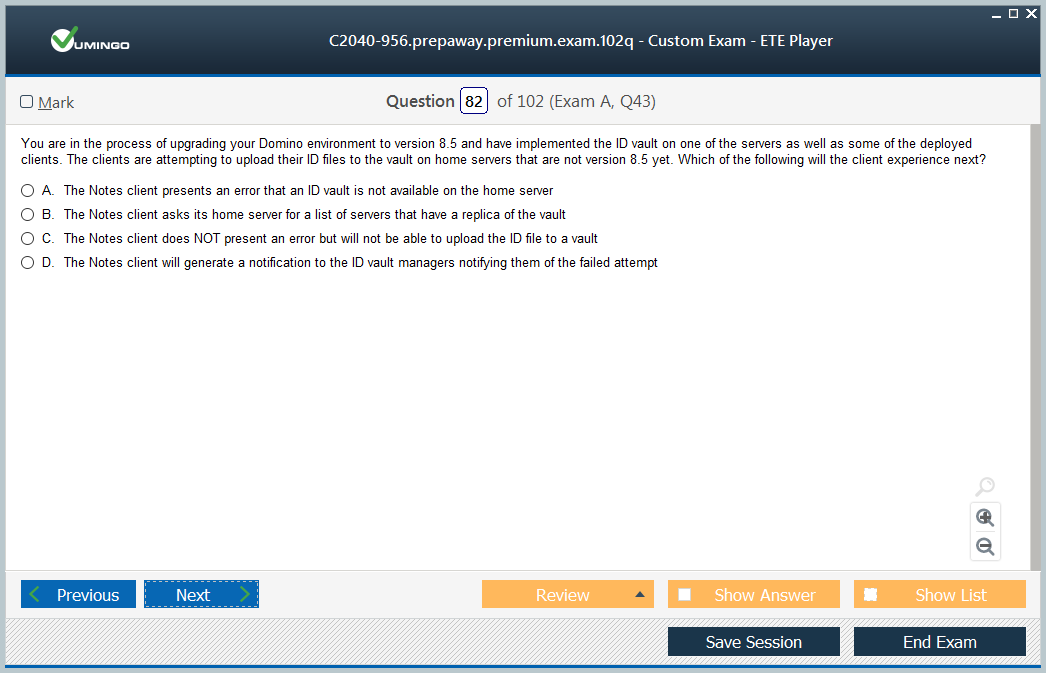 VUMINGO
C2040-956.prepaway.premium.exam.102q - Custom Exam - ETE Player
Mark
Question 82 of 102 (Exam A, Q43)
You are in the process of upgrading your Domino environment to version 8.5 and have implemented the ID vault on one of the servers as well as some of the deployed
clients. The clients are attempting to upload their ID files to the vault on home servers that are not version 8.5 yet. Which of the following will the client experience next?
A. The Notes client presents an error that an ID vault is not available on the home server
B. The Notes client asks its home server for a list of servers that have a replica of the vault
C. The Notes client does NOT present an error but will not be able to upload the ID file to a vault
D. The Notes client will generate a notification to the ID vault managers notifying them of the failed attempt
Previous
Next
Review
Show Answer
Show List
Save Session
End Exam